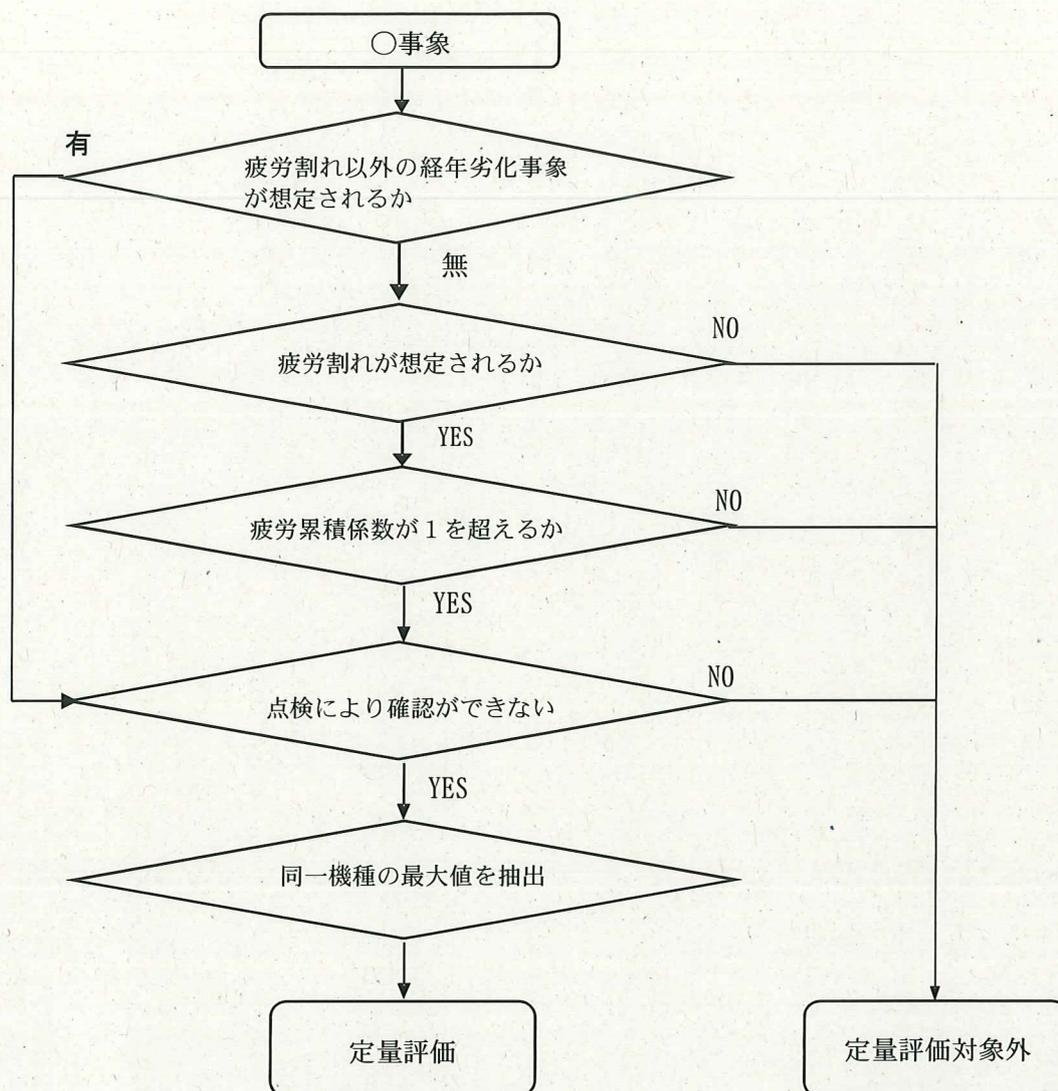 ○事象
有
疲労割れ以外の経年劣化事象
が想定されるか
無
NO
疲労割れが想定されるか
YES
NO
疲労累積係数が１を超えるか
YES
NO
点検により確認ができない
YES
同一機種の最大値を抽出
定量評価
定量評価対象外